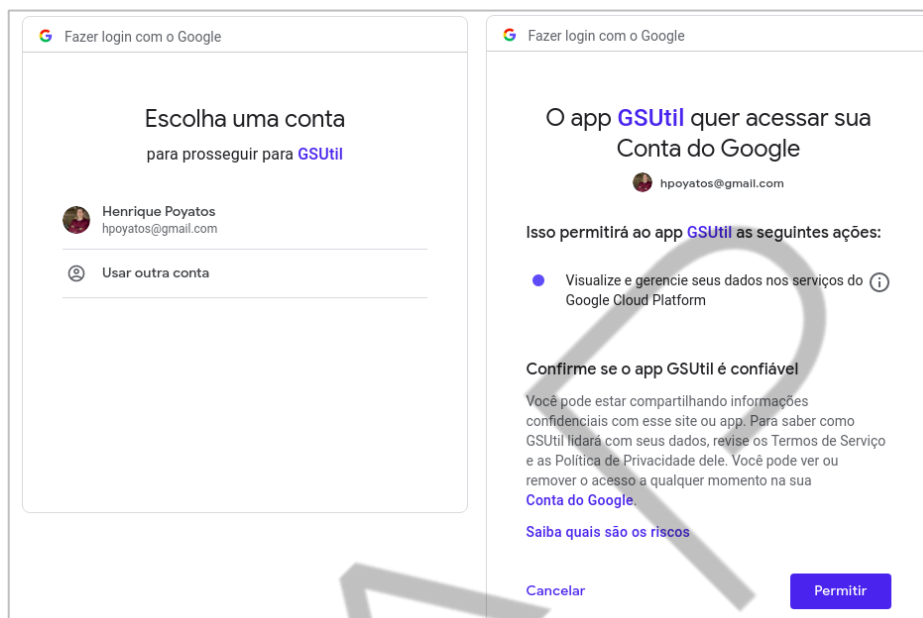 Fazer login com o Google
Escolha uma conta
para prosseguir para GSUtil
Henrique Poyatos
hpoyatos@gmail.com
Usar outra conta
Fazer login com o Google
O app GSUtil quer acessar sua
Conta do Google
hpoyatos@gmail.com
Isso permitirá ao app GSUtil as seguintes ações:
Visualize e gerencie seus dados nos serviços do
Google Cloud Platform
Confirme se o app GSUtil é confiável
Você pode estar compartilhando informações
confidenciais com esse site ou app. Para saber como
GSUtil lidará com seus dados, revise os Termos de Serviço
e as Política de Privacidade dele. Você pode ver ou
remover o acesso a qualquer momento na sua
Conta do Google.
Saiba quais são os riscos
Cancelar
Permitir